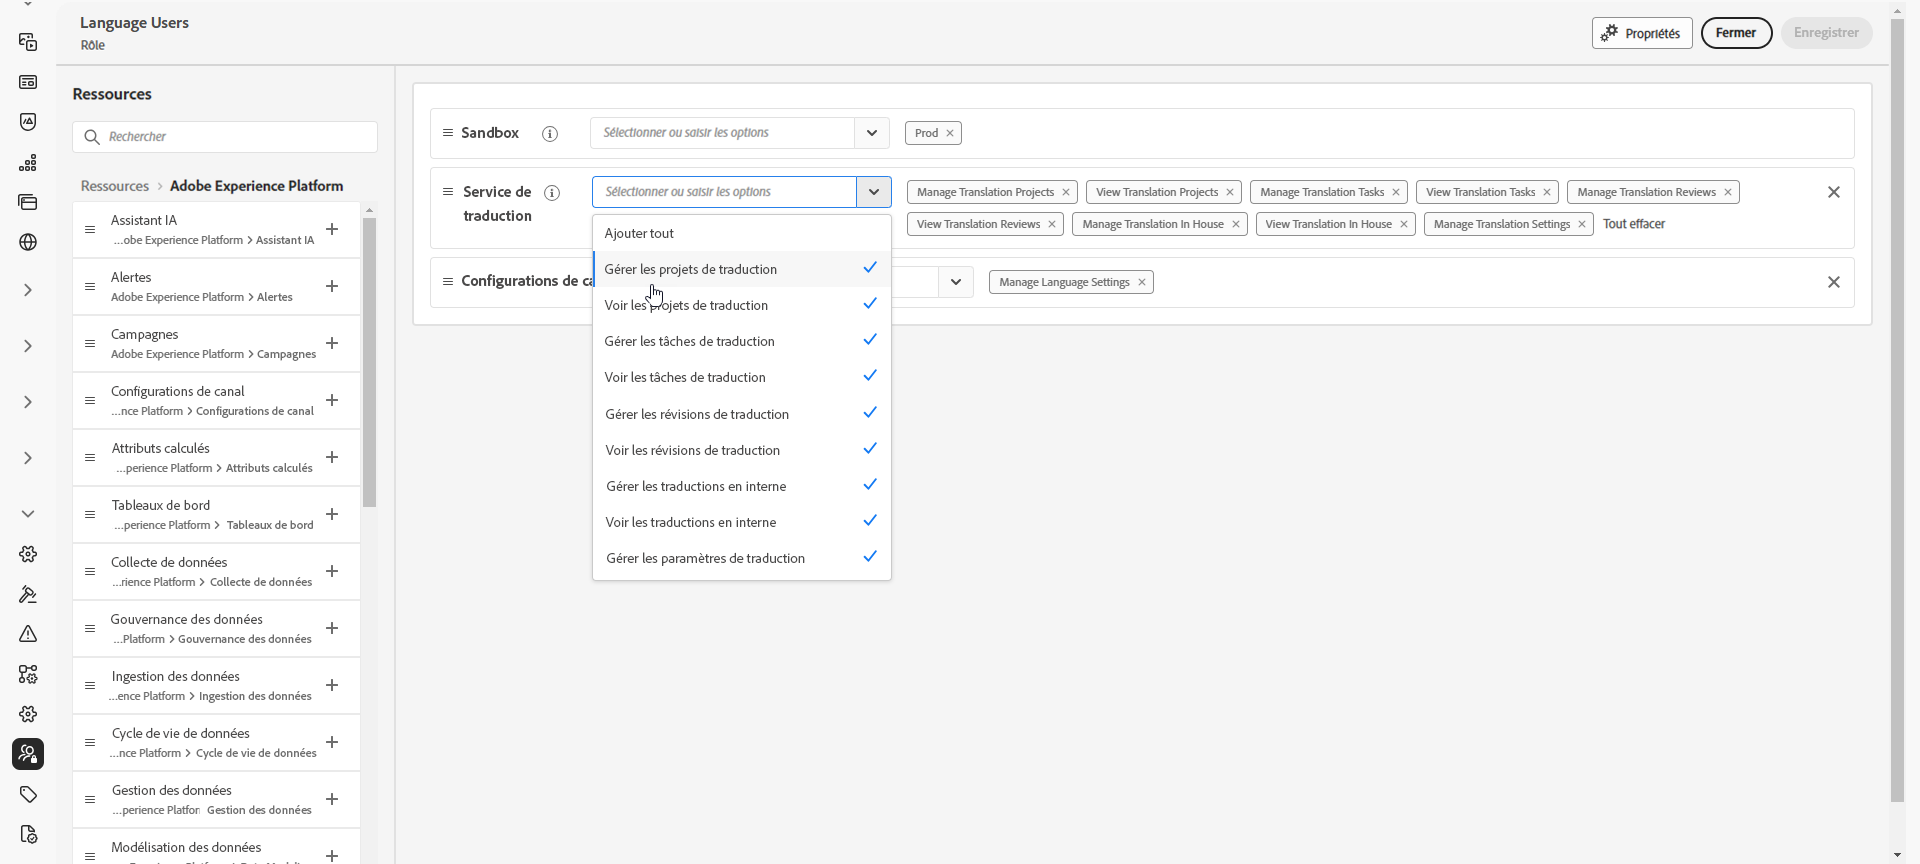 Language Users
Rôle
Propriétés
Fermer
Enregistrer
Ressources
Rechercher
Ressources > Adobe Experience Platform
Assistant IA
...obe Experience Platform > Assistant IA
Alertes
Adobe Experience Platform > Alertes
Campagnes
Adobe Experience Platform > Campagnes
Configurations de canal
...nce Platform > Configurations de canal
Attributs calculés
...perience Platform > Attributs calculés
Tableaux de bord
...perience Platform > Tableaux de bord
Collecte de données
...rience Platform > Collecte de données
Gouvernance des données
...Platform > Gouvernance des données
Ingestion des données
...ence Platform > Ingestion des données
Cycle de vie de données
...nce Platform > Cycle de vie de données
Gestion des données
...perience Platfor Gestion des données
Modélisation des données
Sandbox
Sélectionner ou saisir les options
Prod
Service de
traduction
Sélectionner ou saisir les options
Manage Translation Projects
View Translation Projects
Manage Translation Tasks
View Translation Tasks
Manage Translation Reviews
View Translation Reviews
Manage Translation In House
View Translation In House
Manage Translation Settings
Tout effacer
Configurations de ca
Manage Language Settings
Ajouter tout
Gérer les projets de traduction
Voir les projets de traduction
Gérer les tâches de traduction
Voir les tâches de traduction
Gérer les révisions de traduction
Voir les révisions de traduction
Gérer les traductions en interne
Voir les traductions en interne
Gérer les paramètres de traduction